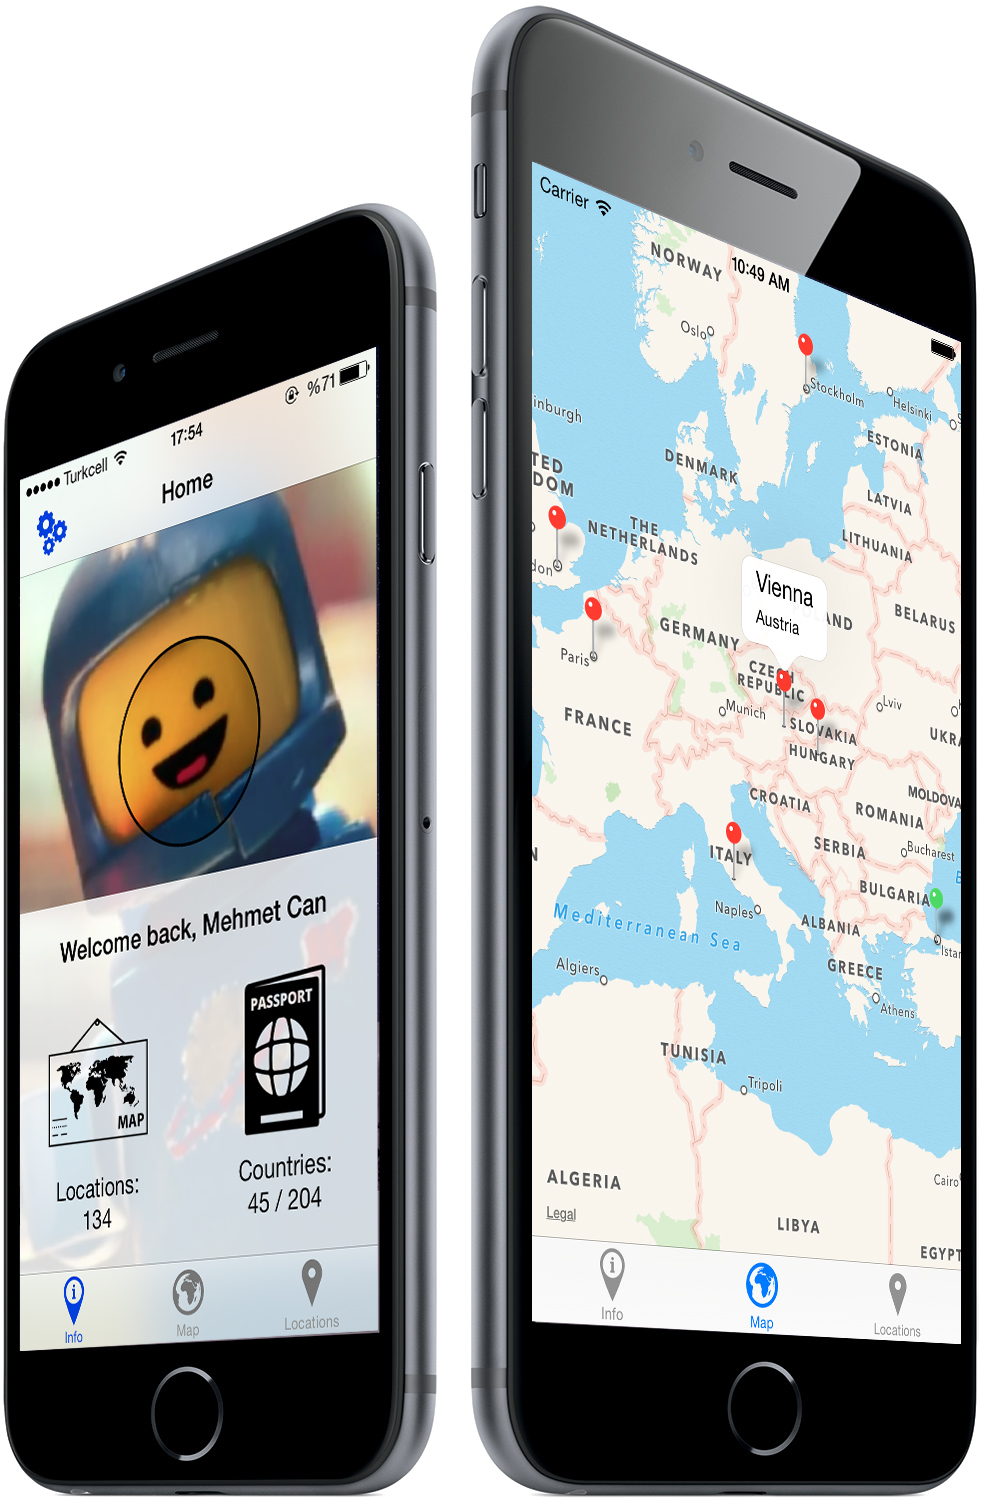 Turkcell
17:54
%71
Home
Welcome back, Mehmet Can
MAP
PASSPORT
Locations:
134
Countries:
45 / 204
Info
Map
Locations
Carrier
10:49 AM
NORWAY
Oslo
Stockholm
Helsinki
inburgh
ESTONIA
DENMARK
LATVIA
TED
DOM
THE
NETHERLANDS
LITHUANIA
don
Vienna
Austria
AND
BELARUS
GERMANY
Paris
CZECH
REPUBLIC
Munich
Lviv
FRANCE
SLOVAKIA
UKRA
HUNGARY
CROATIA
MOLDOVA
ROMANIA
SERBIA
Bucharest
ITALY
BULGARIA
B
N
Naples
Mediterranean Sea
ALBANIA
Istan
GREECE
Algiers
Athens
TUNISIA
Tripoli
ALGERIA
Cairo
Legal
LIBYA
EGYPT
Info
Map
Locations